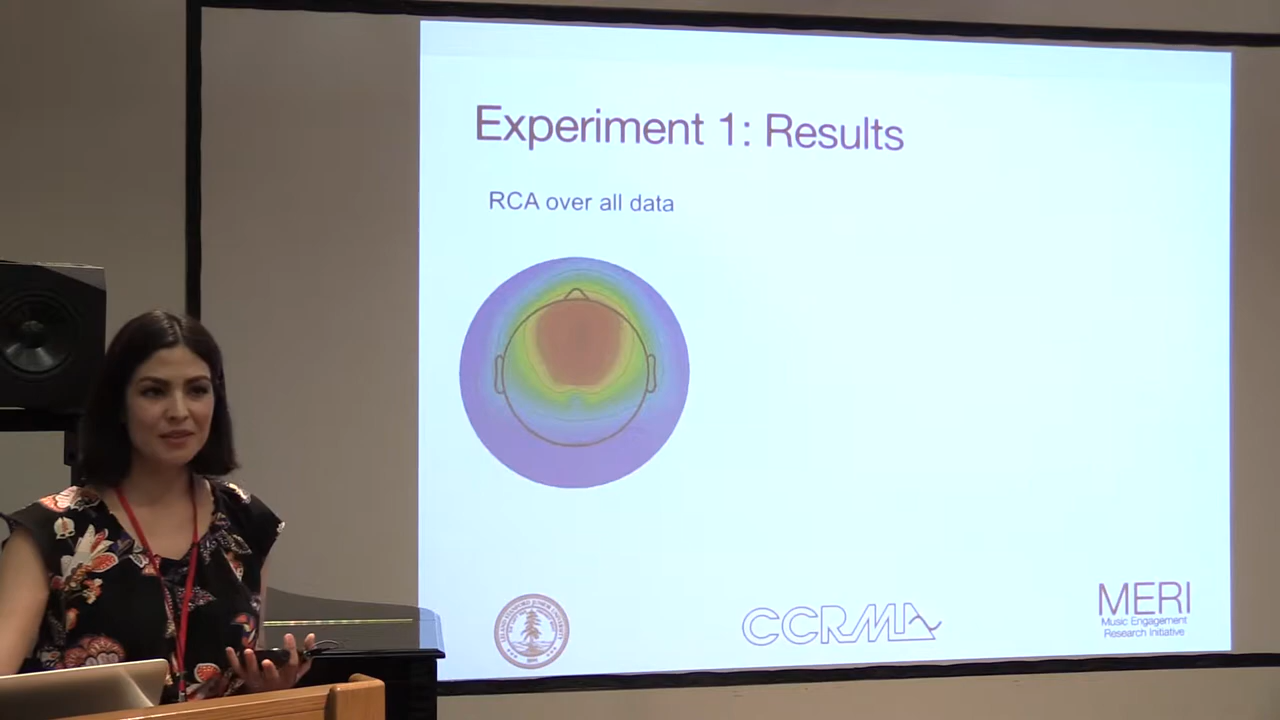 Experiment 1: Results
RCA over all data
CCRMA
MERI
Music Engagement
Research Initiative